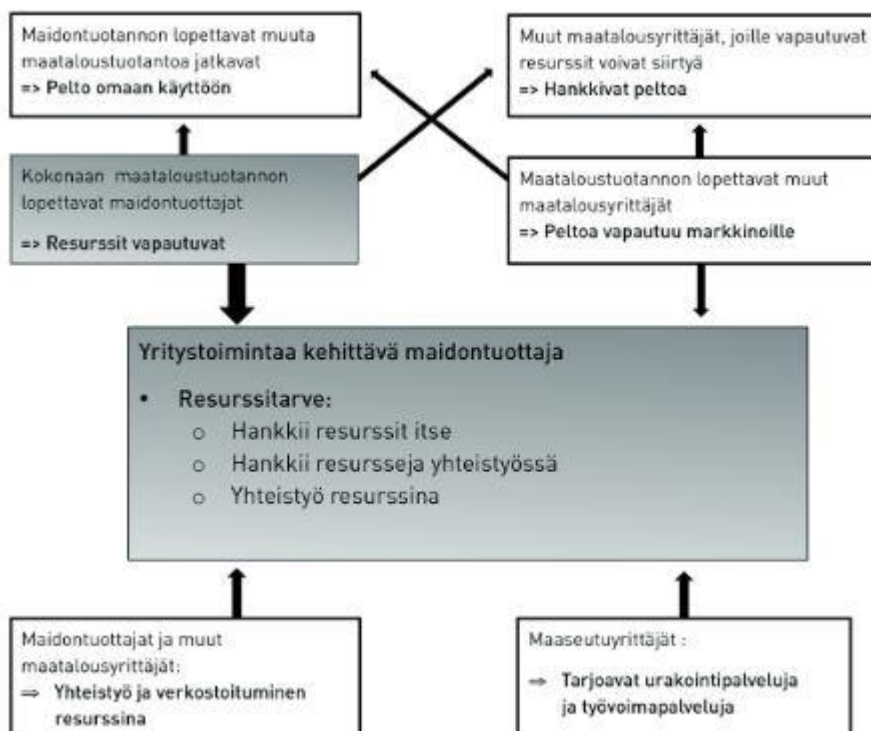 Maidontuotannon lopettavat muuta
maataloustuotantoa jatkavat
=> Pelto omaan käyttöön
Muut maatalousyrittäjät, joille vapautuvat
resurssit voivat siirtyä
=> Hankkivat peltoa
Kokonaan maataloustuotannon
lopettavat maidontuottajat
=> Resurssit vapautuvat
Maataloustuotannon lopettavat muut
maatalousyrittäjät
=> Peltoa vapautuu markkinoille
Yritystoimintaa kehittävä maidontuottaja
• Resurssitarve:
o Hankkii resurssit itse
o Hankkii resursseja yhteistyössä
o Yhteistyö resurssina
Maidontuottajat ja muut
maatalousyrittäjät:
⇒ Yhteistyö ja verkostoituminen
resurssina
Maaseutuyrittäjät :
⇒ Tarjoavat urakointipalveluja
ja työvoimapalveluja